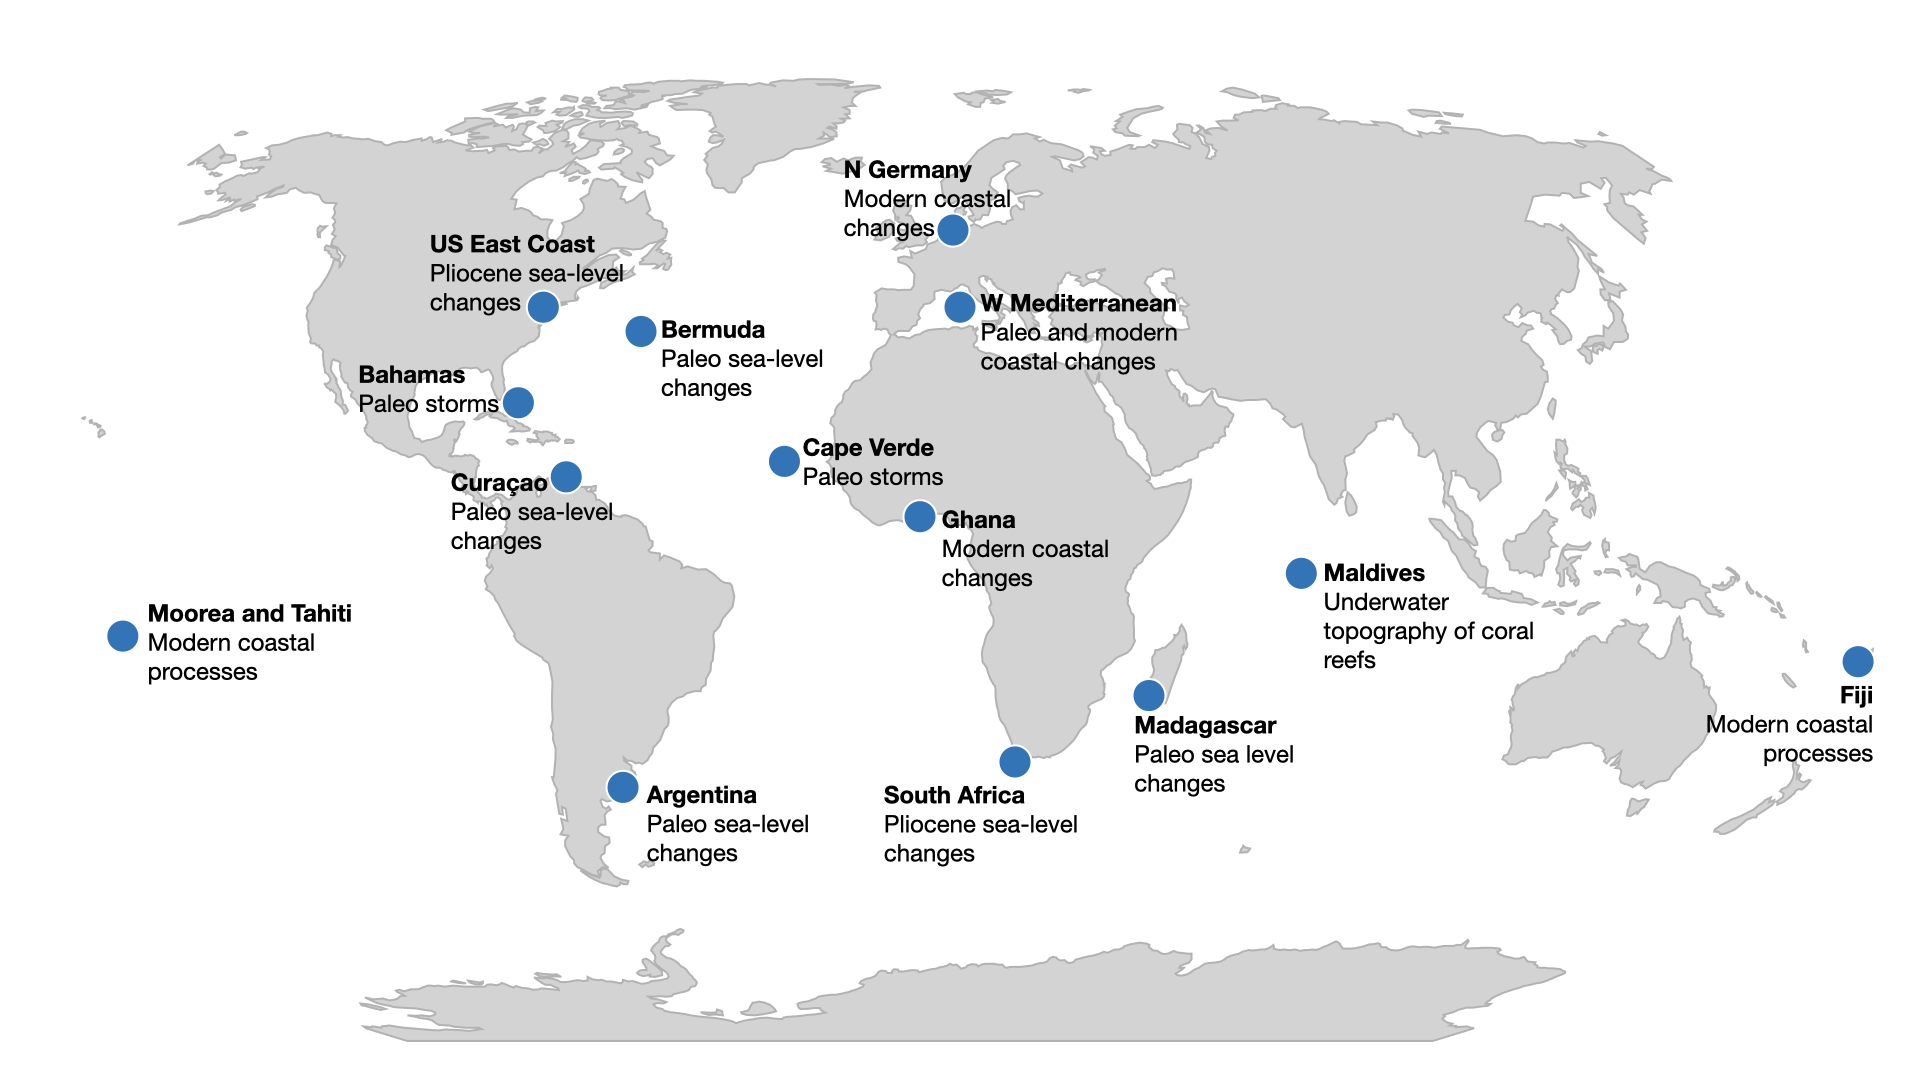 N Germany
Modern coastal
changes
US East Coast
Pliocene sea-level
changes
W Mediterranean
Paleo and modern
coastal changes
Bermuda
Paleo sea-level
changes
Bahamas
Paleo storms
Cape Verde
Paleo storms
Curaçao
Paleo sea-level
changes
Ghana
Modern coastal
changes
Maldives
Underwater
topography of coral
reefs
Moorea and Tahiti
Modern coastal
processes
Fiji
Modern coastal
processes
Madagascar
Paleo sea level
changes
Argentina
Paleo sea-level
changes
South Africa
Pliocene sea-level
changes